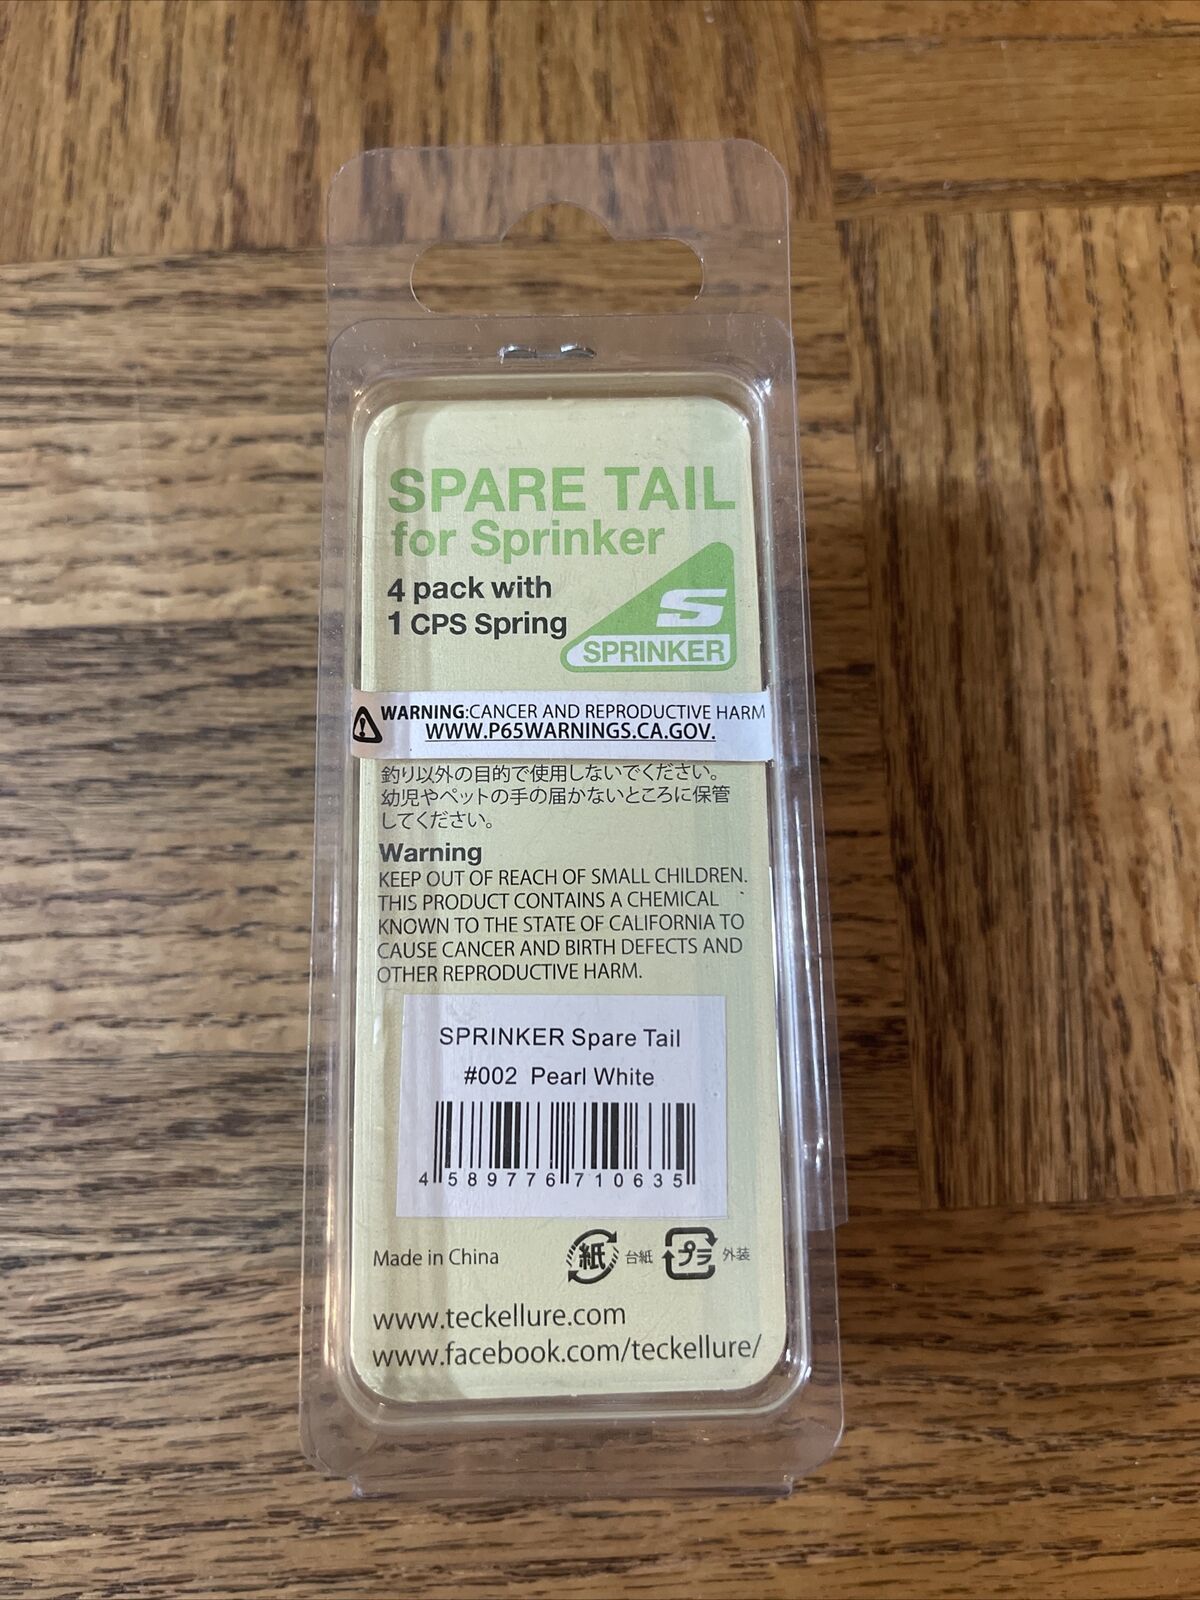 SPARE TAIL
for Sprinker
4 pack with
1 CPS Spring
S
SPRINKER
WARNING:CANCER AND REPRODUCTIVE HARM
WWW.P65WARNINGS.CA.GOV.
釣り以外の目的で使用しないでください。
幼児やペットの手の届かないところに保管
してください。
Warning
KEEP OUT OF REACH OF SMALL CHILDREN.
THIS PRODUCT CONTAINS A CHEMICAL
KNOWN TO THE STATE OF CALIFORNIA TO
CAUSE CANCER AND BIRTH DEFECTS AND
OTHER REPRODUCTIVE HARM.
SPRINKER Spare Tail
#002 Pearl White
4 589776 710635
Made in China
紙 台紙 プラ 外装
www.teckellure.com
www.facebook.com/teckellure/